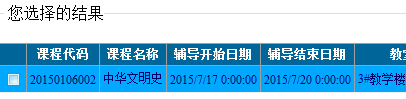 您选择的结果
课程代码 课程名称 辅导开始日期 辅导结束日期 教
20150106002 中华文明史 2015/7/17 0:00:00 2015/7/20 0:00:00 3#教学楼